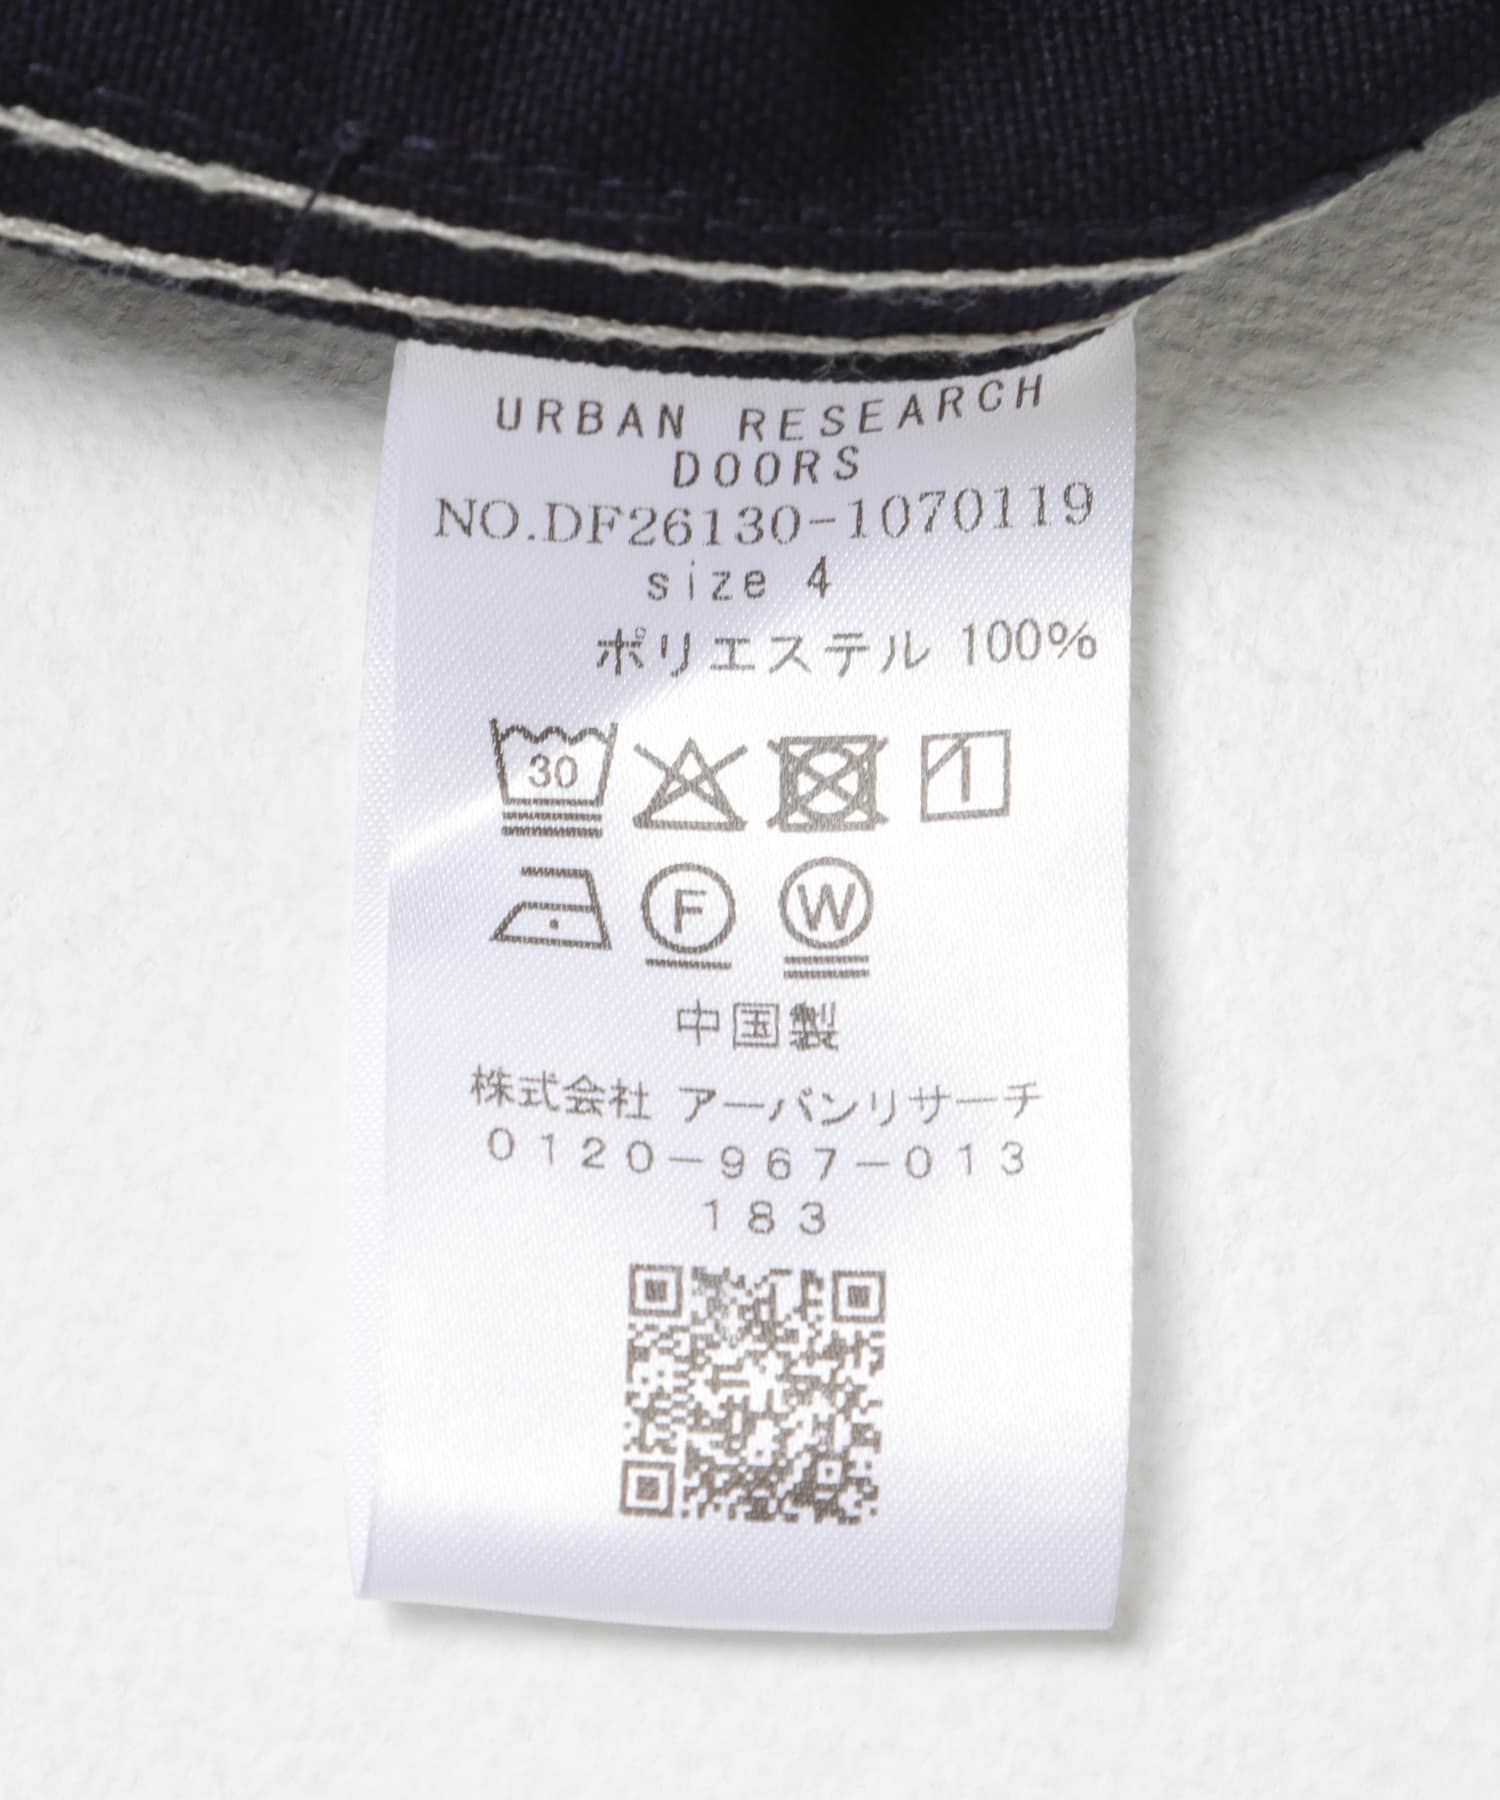 URBAN RESEARCH
DOORS
NO.DF26130-1070119
size 4
ポリエステル 100%
30
F W
中国製
株式会社 アーバンリサーチ
0120-967-013
183